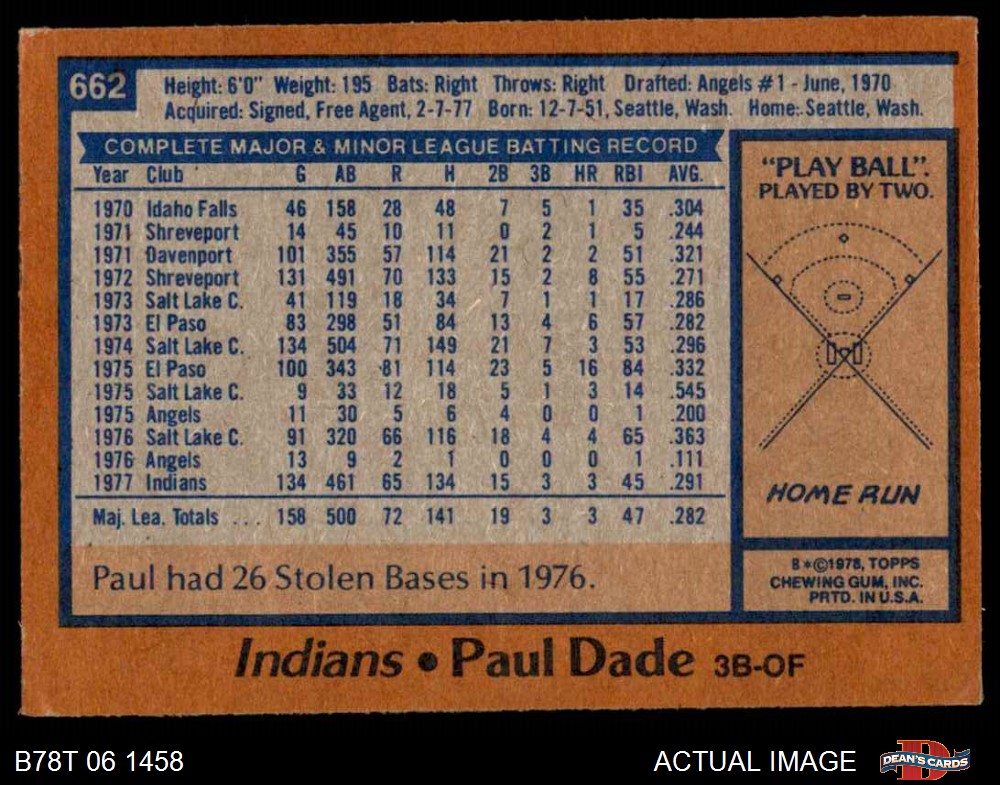 662
Height: 6'0" Weight: 195 Bats: Right Throws: Right Drafted: Angels #1 - June, 1970
Acquired: Signed, Free Agent, 2-7-77 Born: 12-7-51, Seattle, Wash. Home: Seattle, Wash.
COMPLETE MAJOR & MINOR LEAGUE BATTING RECORD
Year Club G AB R H 2B 3B HR RBI AVG.
1970 Idaho Falls 46 158 28 48 7 5 1 35 .304
1971 Shreveport 14 45 10 11 0 2 1 5 .244
1971 Davenport 101 355 57 114 21 2 2 51 .321
1972 Shreveport 131 491 70 133 15 2 8 55 .271
1973 Salt Lake C. 41 119 18 34 7 1 1 17 .286
1973 El Paso 83 298 51 84 13 4 6 57 .282
1974 Salt Lake C. 134 504 71 149 21 7 3 53 .296
1975 El Paso 100 343 81 114 23 5 16 84 .332
1975 Salt Lake C. 9 33 12 18 5 1 3 14 .545
1975 Angels 11 30 5 6 4 0 0 1 .200
1976 Salt Lake C. 91 320 66 116 18 4 4 65 .363
1976 Angels 13 9 2 1 0 0 0 1 .111
1977 Indians 134 461 65 134 15 3 3 45 .291
Maj. Lea. Totals ... 158 500 72 141 19 3 3 47 .282
Paul had 26 Stolen Bases in 1976.
"PLAY BALL".
PLAYED BY TWO.
HOME RUN
B*©1978, TOPPS
CHEWING GUM, INC.
PRTD. IN U.S.A.
Indians • Paul Dade 3B-OF
B78T 06 1458
ACTUAL IMAGE
DEAN'S CARDS